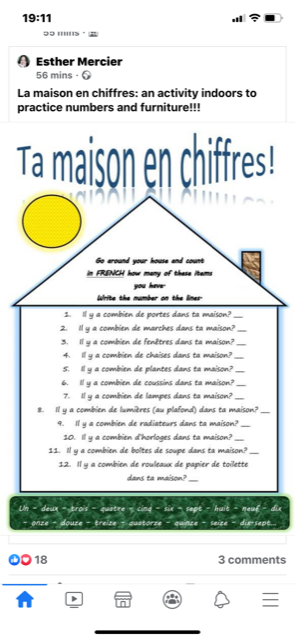 19:11
Esther Mercier
56 mins ·
La maison en chiffres: an activity indoors to
practice numbers and furniture!!!
Ta maison en chiffres!
Go around your house and count
in FRENCH how many of these items
you have.
Write the number on the lines.
1. Il y a combien de portes dans ta maison? __
2. Il y a combien de marches dans ta maison? __
3. Il y a combien de fenêtres dans ta maison? __
4. Il y a combien de chaises dans ta maison? __
5. Il y a combien de plantes dans ta maison? __
6. Il y a combien de coussins dans ta maison? __
7. Il y a combien de lampes dans ta maison? __
8. Il y a combien de lumières (au plafond) dans ta maison? __
9. Il y a combien de radiateurs dans ta maison? __
10. Il y a combien d'horloges dans ta maison? __
11. Il y a combien de boîtes de soupe dans ta maison? __
12. Il y a combien de rouleaux de papier de toilette
dans ta maison? __
Un - deux - trois - quatre - cinq - six - sept - huit - neuf - dix
- onze - douze - treize - quatorze - quinze - seize - dix-sept...
18
3 comments